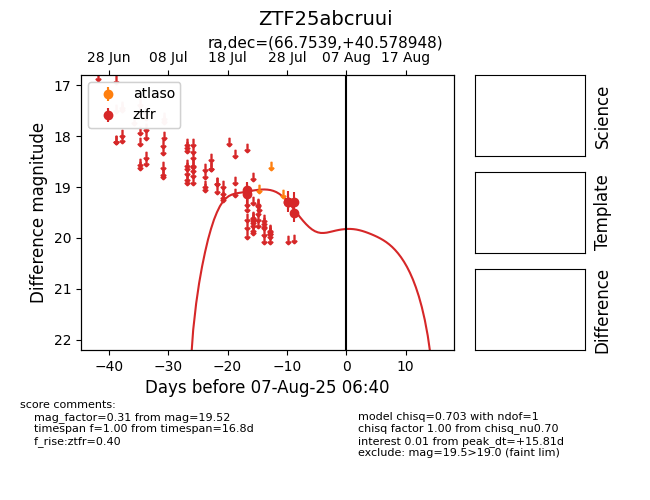 ZTF25abcruui
ra,dec=(66.7539,+40.578948)
28 Jun 08 Jul 18 Jul 28 Jul 07 Aug 17 Aug
atlaso
ztfr
17
18
19
20
21
22
Difference magnitude
−40 −30 −20 −10 0 10
Days before 07-Aug-25 06:40
Science
Template
Difference
score comments:
mag_factor=0.31 from mag=19.52
timespan f=1.00 from timespan=16.8d
f_rise:ztfr=0.40
model chisq=0.703 with ndof=1
chisq factor 1.00 from chisq_nu0.70
interest 0.01 from peak_dt=+15.81d
exclude: mag=19.5>19.0 (faint lim)